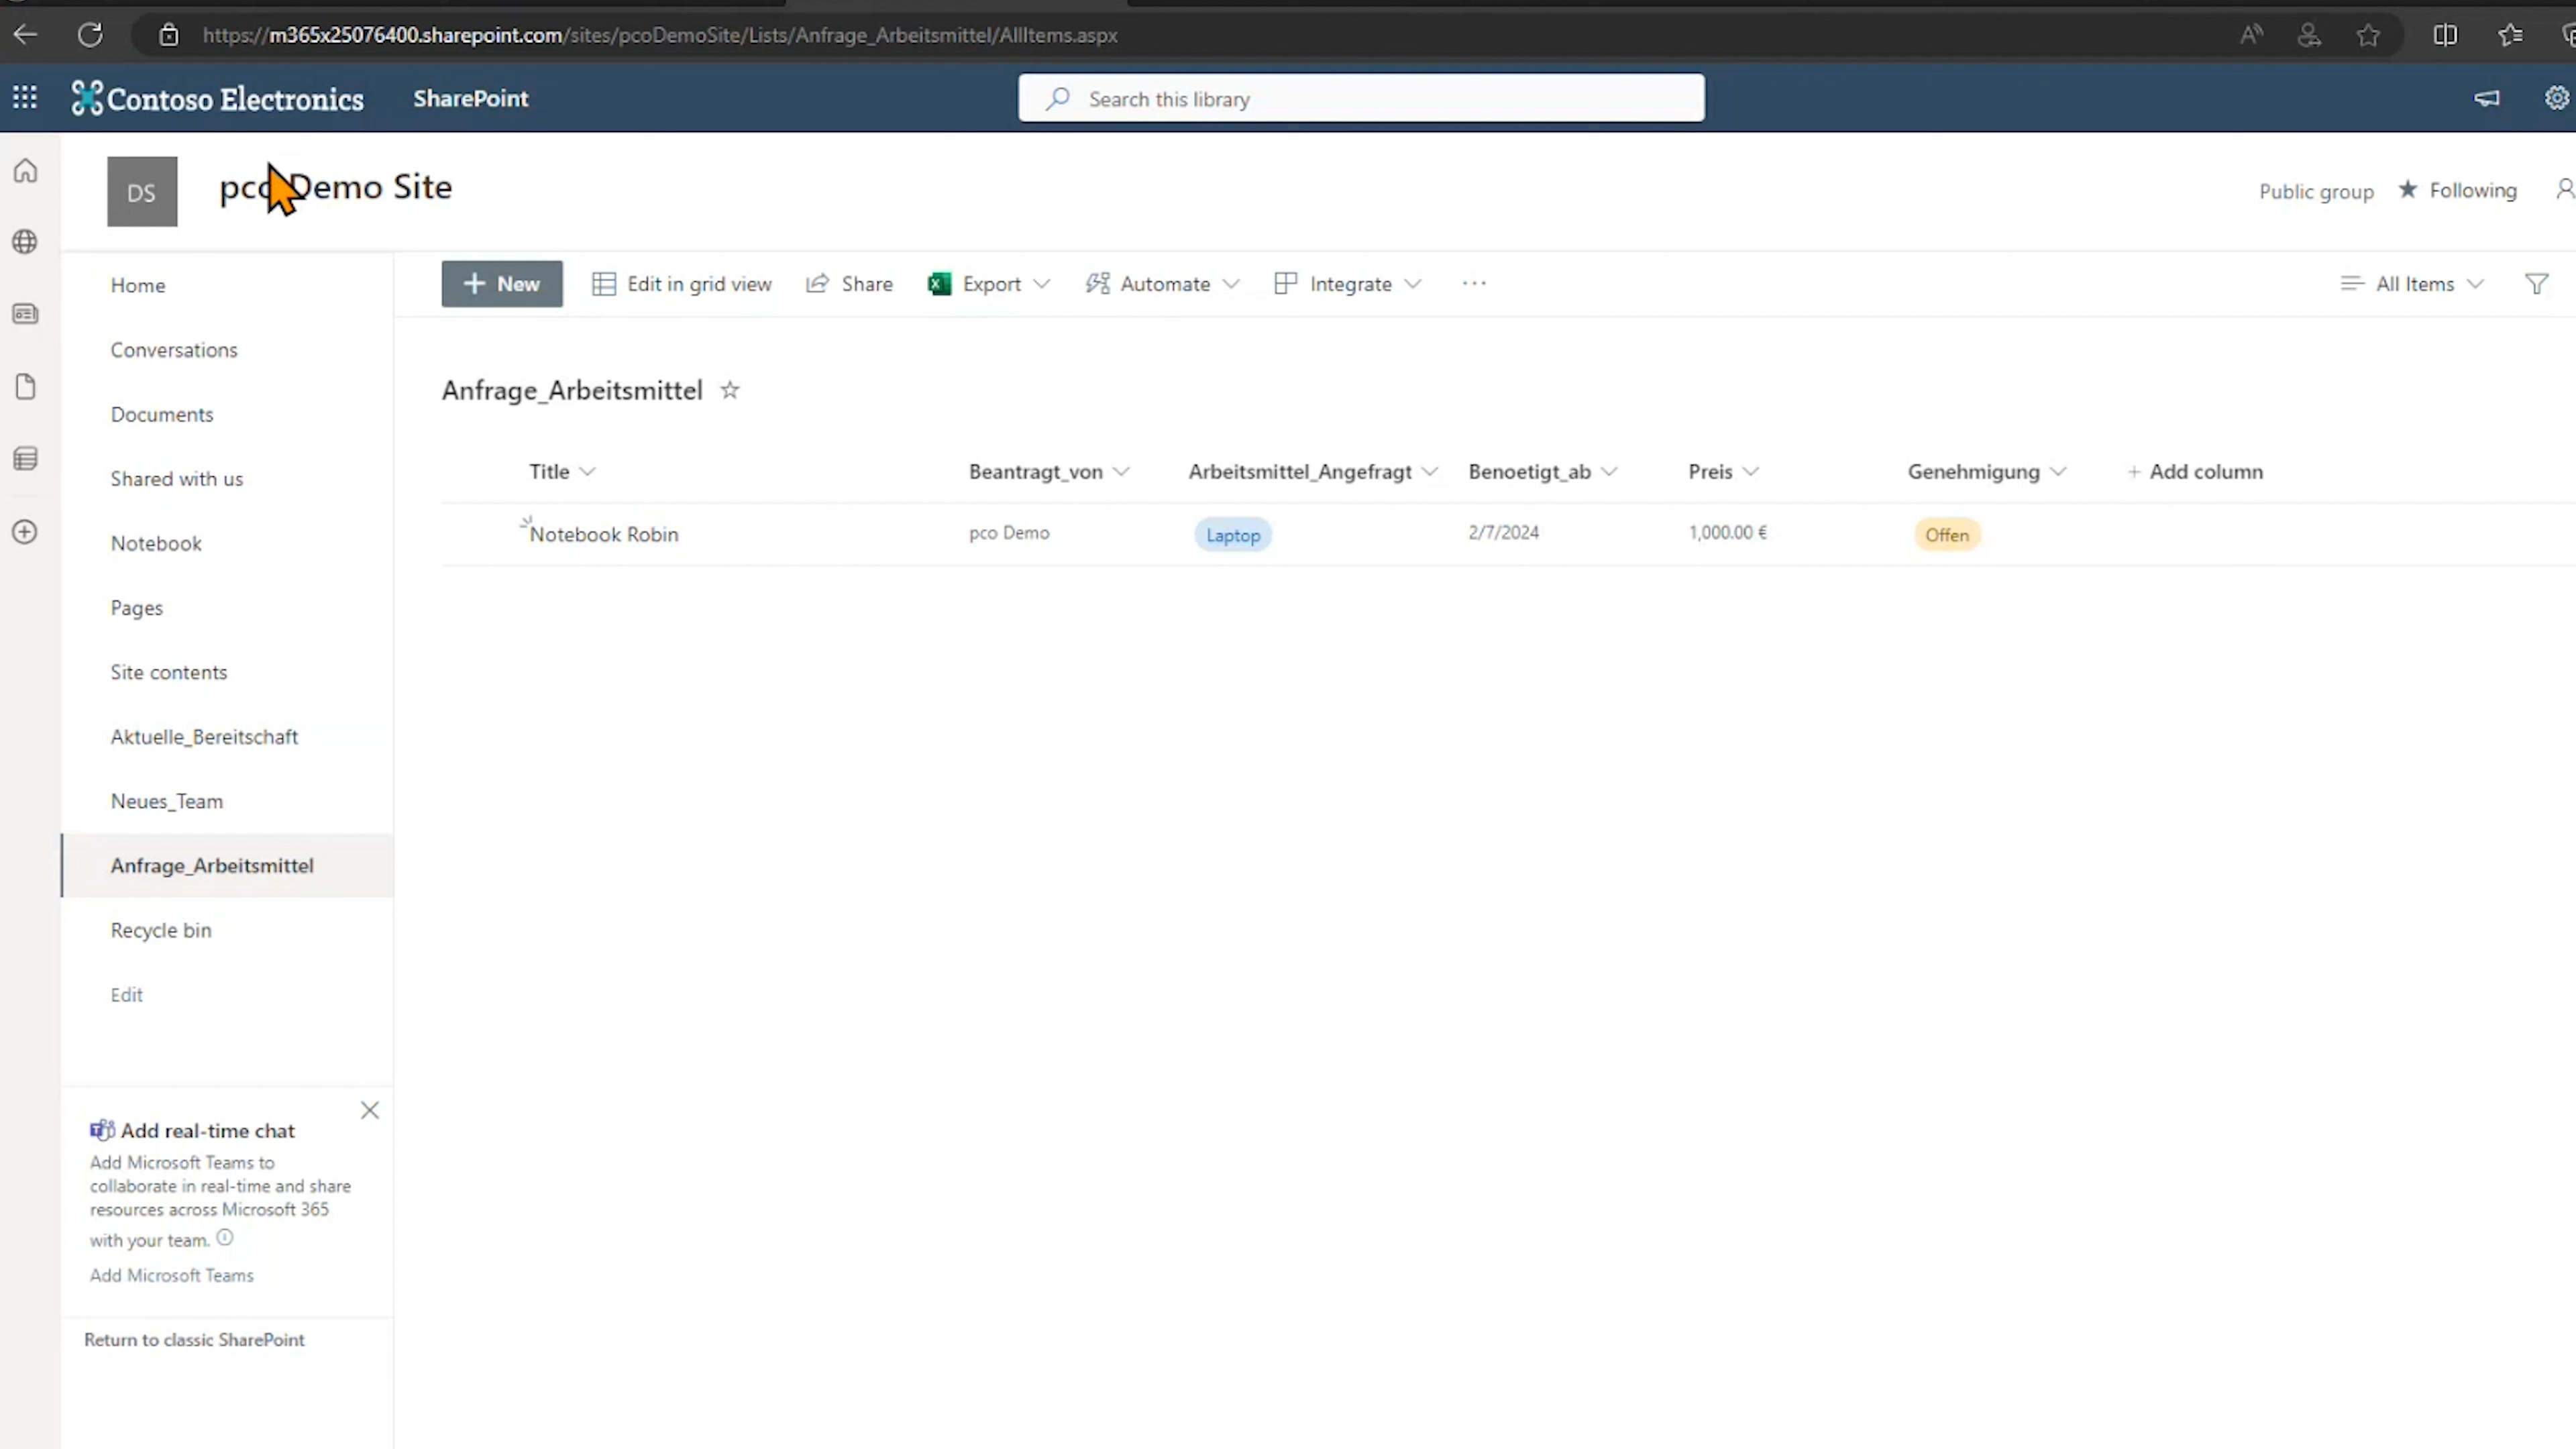 https://m365x25076400.sharepoint.com/sites/pcoDemoSite/Lists/Anfrage_Arbeitsmittel/AllItems.aspx
Contoso Electronics SharePoint Search this library
DS pco Demo Site Public group Following
Home
Conversations
Documents
Shared with us
Notebook
Pages
Site contents
Aktuelle_Bereitschaft
Neues_Team
Anfrage_Arbeitsmittel
Recycle bin
Edit
Add real-time chat
Add Microsoft Teams to
collaborate in real-time and share
resources across Microsoft 365
with your team.
Add Microsoft Teams
Return to classic SharePoint
New Edit in grid view Share Export Automate Integrate ... All Items
Anfrage_Arbeitsmittel
Title Beantragt_von Arbeitsmittel_Angefragt Benoetigt_ab Preis Genehmigung + Add column
Notebook Robin pco Demo Laptop 2/7/2024 1,000.00 € Offen